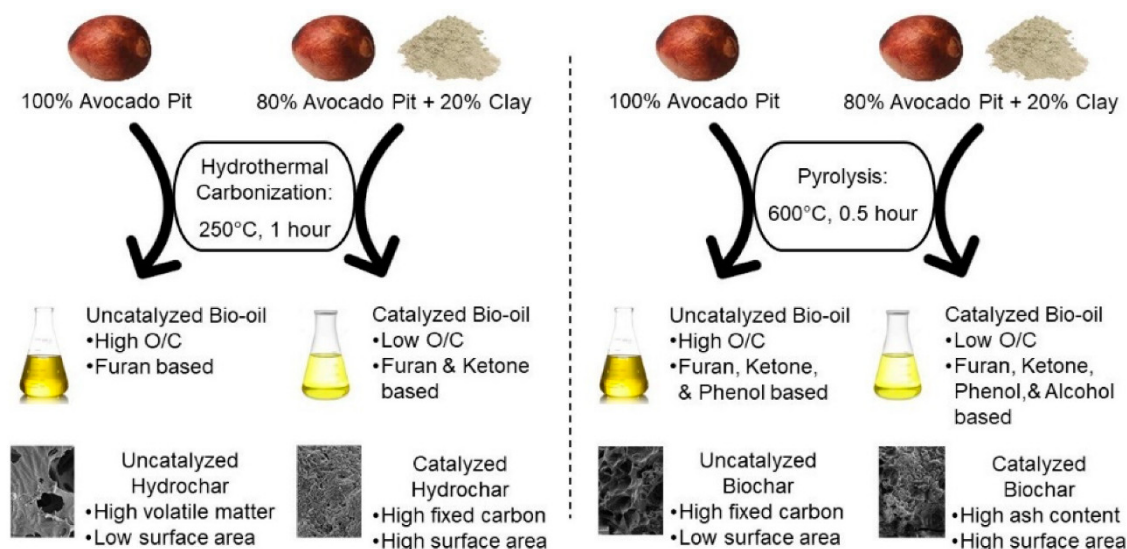 100% Avocado Pit
80% Avocado Pit + 20% Clay
Hydrothermal
Carbonization:
250°C, 1 hour
Uncatalyzed Bio-oil
•High O/C
•Furan based
Catalyzed Bio-oil
•Low O/C
•Furan & Ketone
based
Uncatalyzed
Hydrochar
•High volatile matter
•Low surface area
Catalyzed
Hydrochar
•High fixed carbon
•High surface area
100% Avocado Pit
80% Avocado Pit + 20% Clay
Pyrolysis:
600°C, 0.5 hour
Uncatalyzed Bio-oil
•High O/C
•Furan, Ketone,
& Phenol based
Catalyzed Bio-oil
•Low O/C
•Furan, Ketone,
Phenol,& Alcohol
based
Uncatalyzed
Biochar
•High fixed carbon
•Low surface area
Catalyzed
Biochar
•High ash content
•High surface area